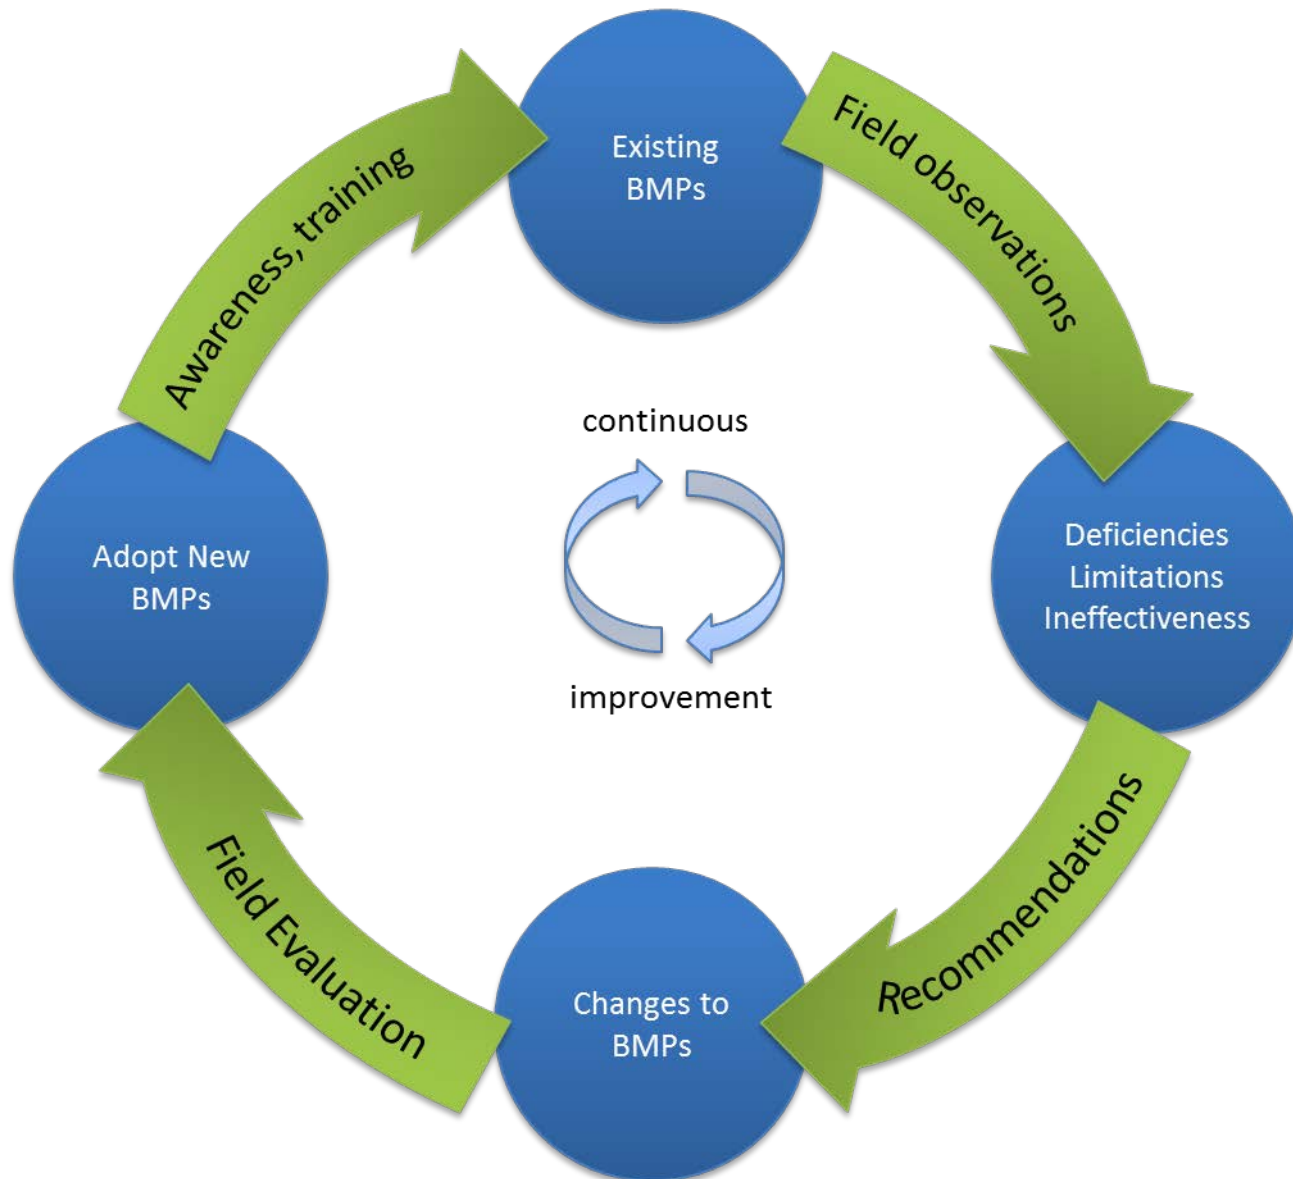 Existing
BMPs
Field observations
Deficiencies
Limitations
Ineffectiveness
Recommendations
Changes to
BMPs
Field Evaluation
Adopt New
BMPs
Awareness, training
continuous
improvement